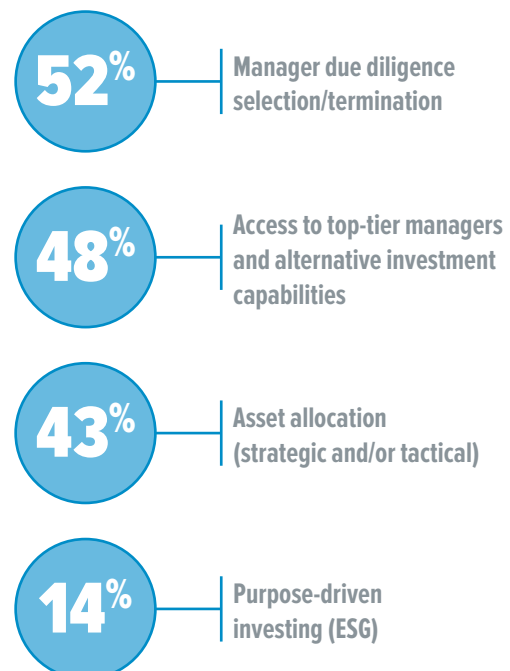 52%
Manager due diligence
selection/termination
48%
Access to top-tier managers
and alternative investment
capabilities
43%
Asset allocation
(strategic and/or tactical)
14%
Purpose-driven
investing (ESG)